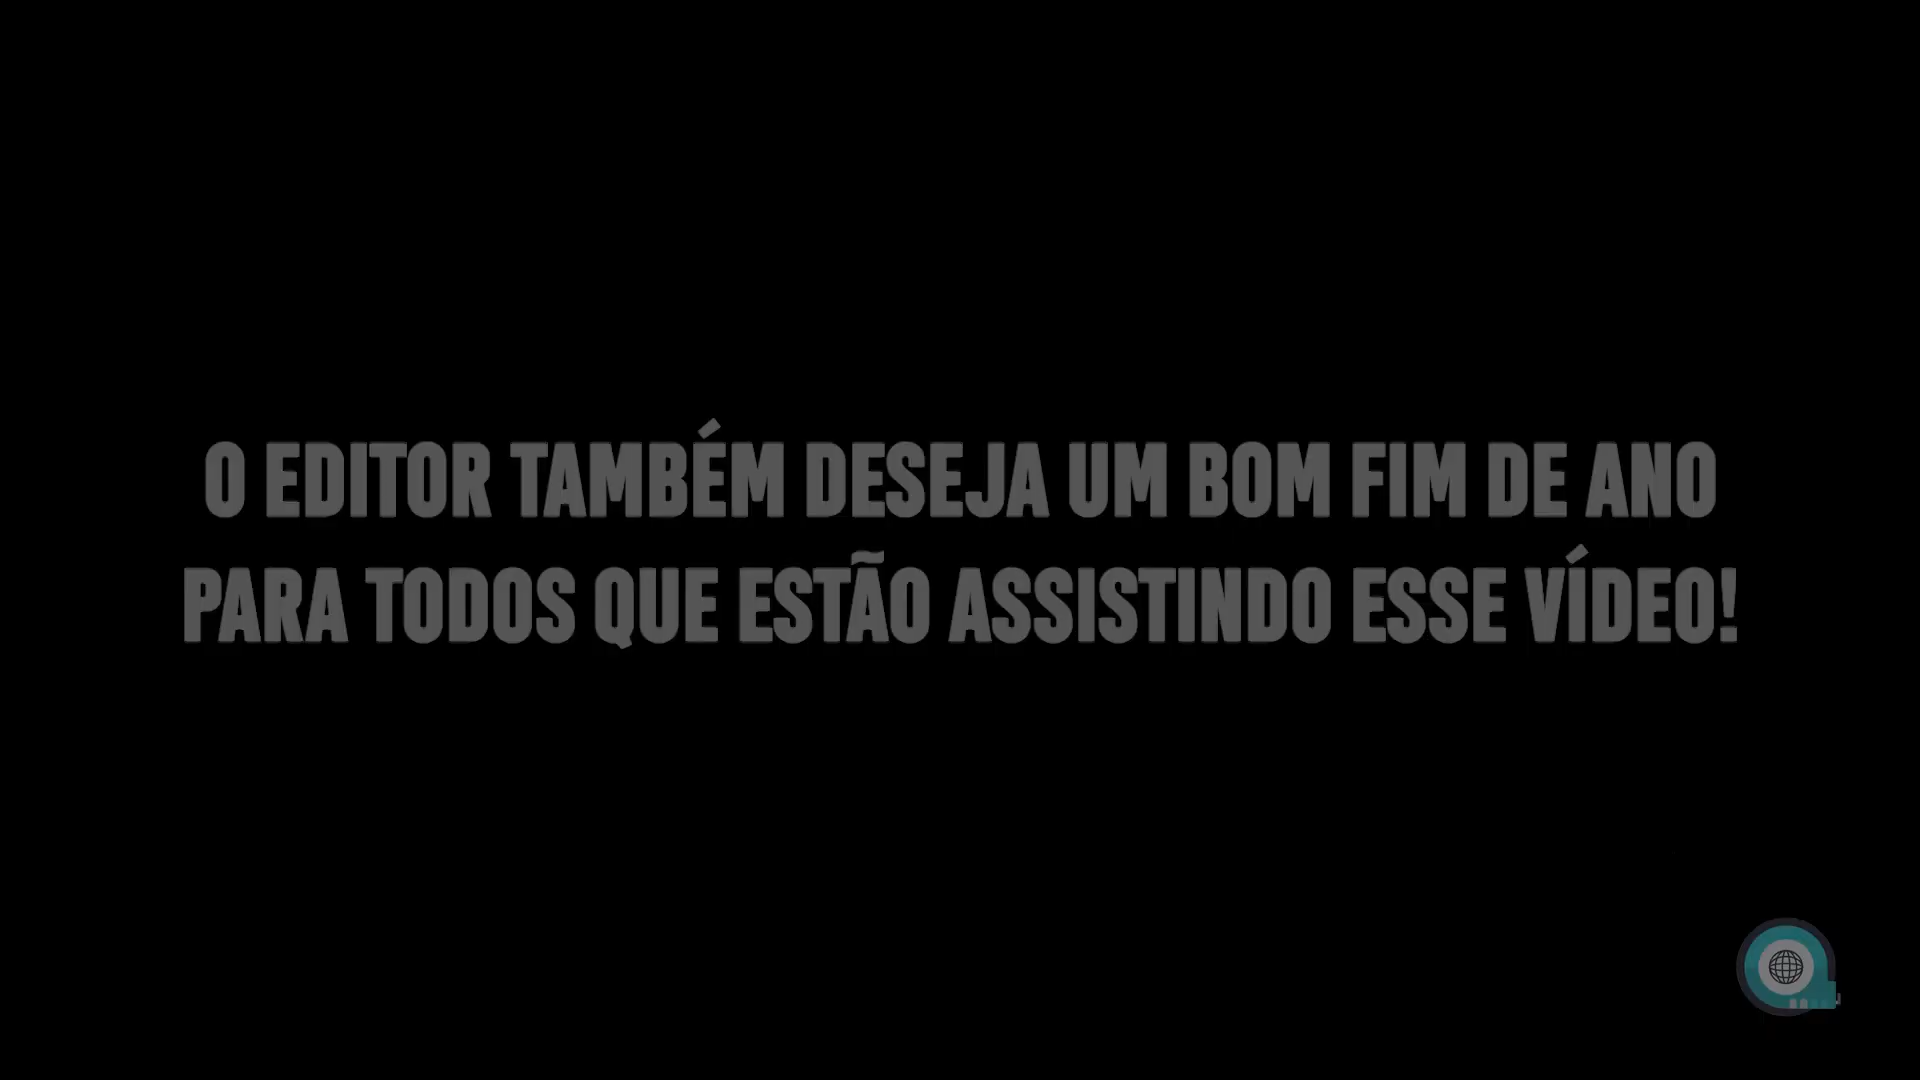 O EDITOR TAMBÉM DESEJA UM BOM FIM DE ANO
PARA TODOS QUE ESTÃO ASSISTINDO ESSE VÍDEO!